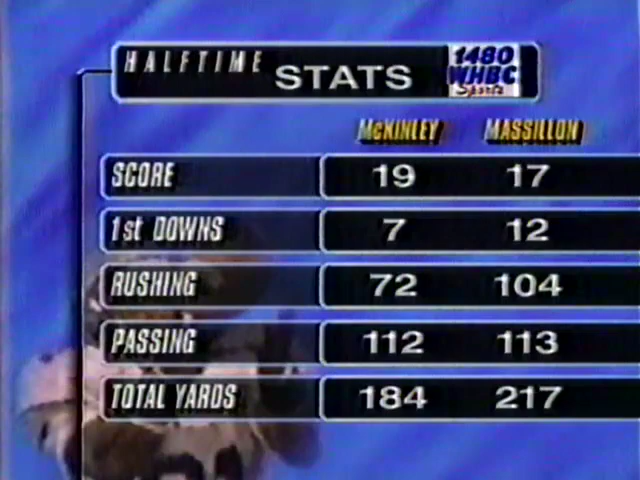 HALFTIME STATS 1480 WHBC Sports
McKINLEY MASSILLON
SCORE 19 17
1st DOWNS 7 12
RUSHING 72 104
PASSING 112 113
TOTAL YARDS 184 217